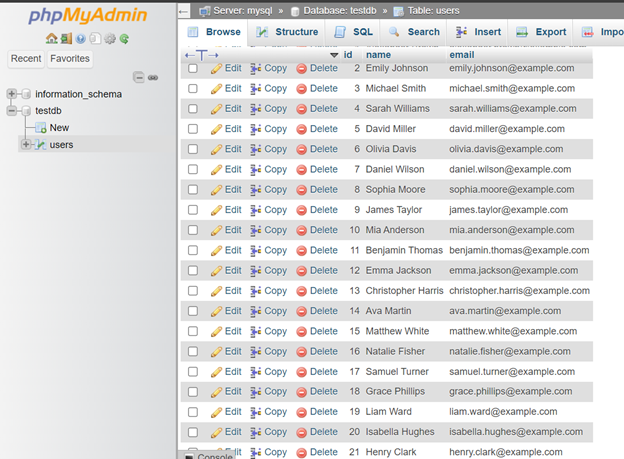 phpMyAdmin
Recent Favorites
information_schema
testdb
New
users
Server: mysql » Database: testdb » Table: users
Browse Structure SQL Search Insert Export Impo
id name email
Edit Copy Delete 2 Emily Johnson emily.johnson@example.com
Edit Copy Delete 3 Michael Smith michael.smith@example.com
Edit Copy Delete 4 Sarah Williams sarah.williams@example.com
Edit Copy Delete 5 David Miller david.miller@example.com
Edit Copy Delete 6 Olivia Davis olivia.davis@example.com
Edit Copy Delete 7 Daniel Wilson daniel.wilson@example.com
Edit Copy Delete 8 Sophia Moore sophia.moore@example.com
Edit Copy Delete 9 James Taylor james.taylor@example.com
Edit Copy Delete 10 Mia Anderson mia.anderson@example.com
Edit Copy Delete 11 Benjamin Thomas benjamin.thomas@example.com
Edit Copy Delete 12 Emma Jackson emma.jackson@example.com
Edit Copy Delete 13 Christopher Harris christopher.harris@example.com
Edit Copy Delete 14 Ava Martin ava.martin@example.com
Edit Copy Delete 15 Matthew White matthew.white@example.com
Edit Copy Delete 16 Natalie Fisher natalie.fisher@example.com
Edit Copy Delete 17 Samuel Turner samuel.turner@example.com
Edit Copy Delete 18 Grace Phillips grace.phillips@example.com
Edit Copy Delete 19 Liam Ward liam.ward@example.com
Edit Copy Delete 20 Isabella Hughes isabella.hughes@example.com
Edit Copy Delete 21 Henry Clark henry.clark@example.com
Console